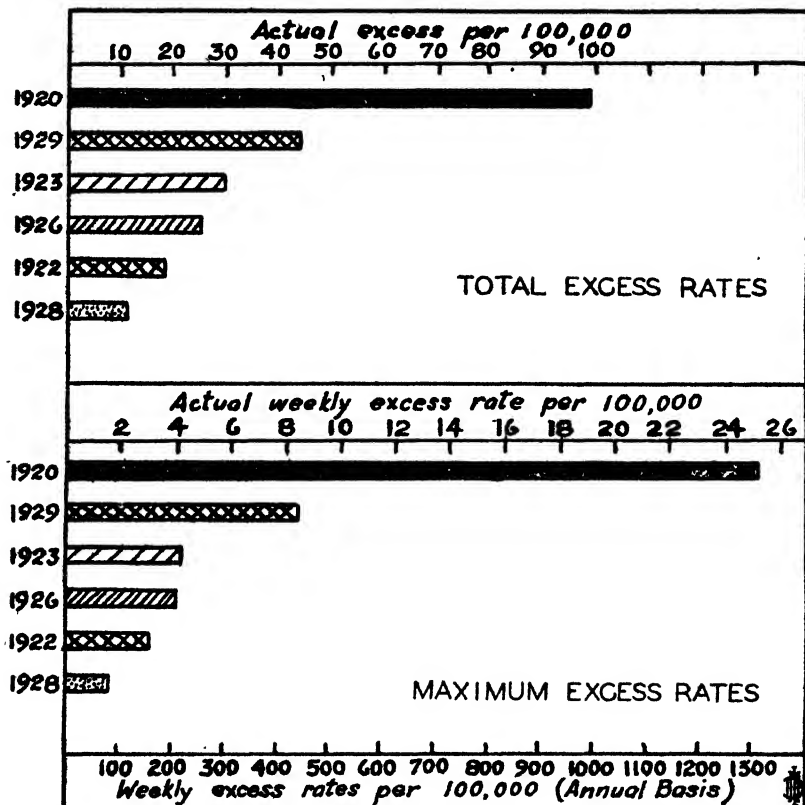 Actual excess per 100,000
10 20 30 40 50 60 70 80 90 100
1920
1929
1923
1926
1922
1928
TOTAL EXCESS RATES
Actual weekly excess rate per 100,000
2 4 6 8 10 12 14 16 18 20 22 24 26
1920
1929
1923
1926
1922
1928
MAXIMUM EXCESS RATES
100 200 300 400 500 600 700 800 900 1000 1100 1200 1300
Weekly excess rates per 100,000 (Annual Basis)